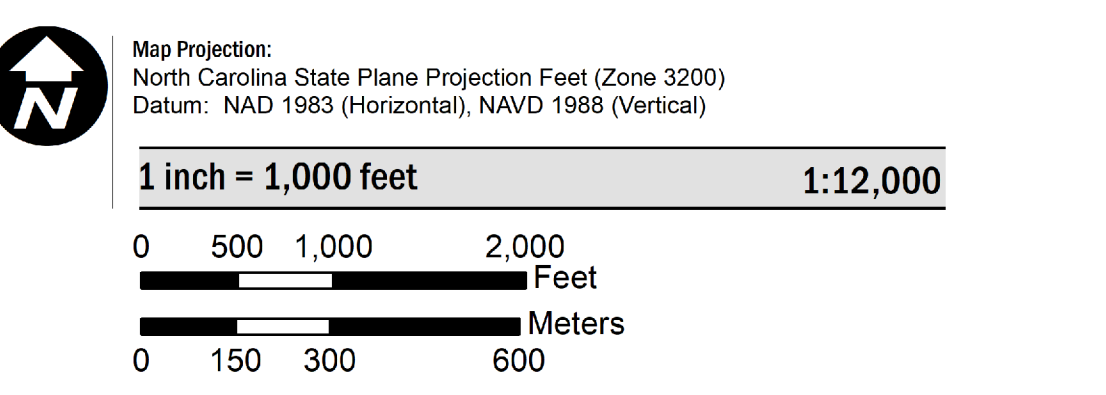 N
Map Projection:
North Carolina State Plane Projection Feet (Zone 3200)
Datum:  NAD 1983 (Horizontal), NAVD 1988 (Vertical)
1 inch = 1,000 feet 1:12,000
0 500 1,000 2,000
Feet
Meters
0 150 300 600